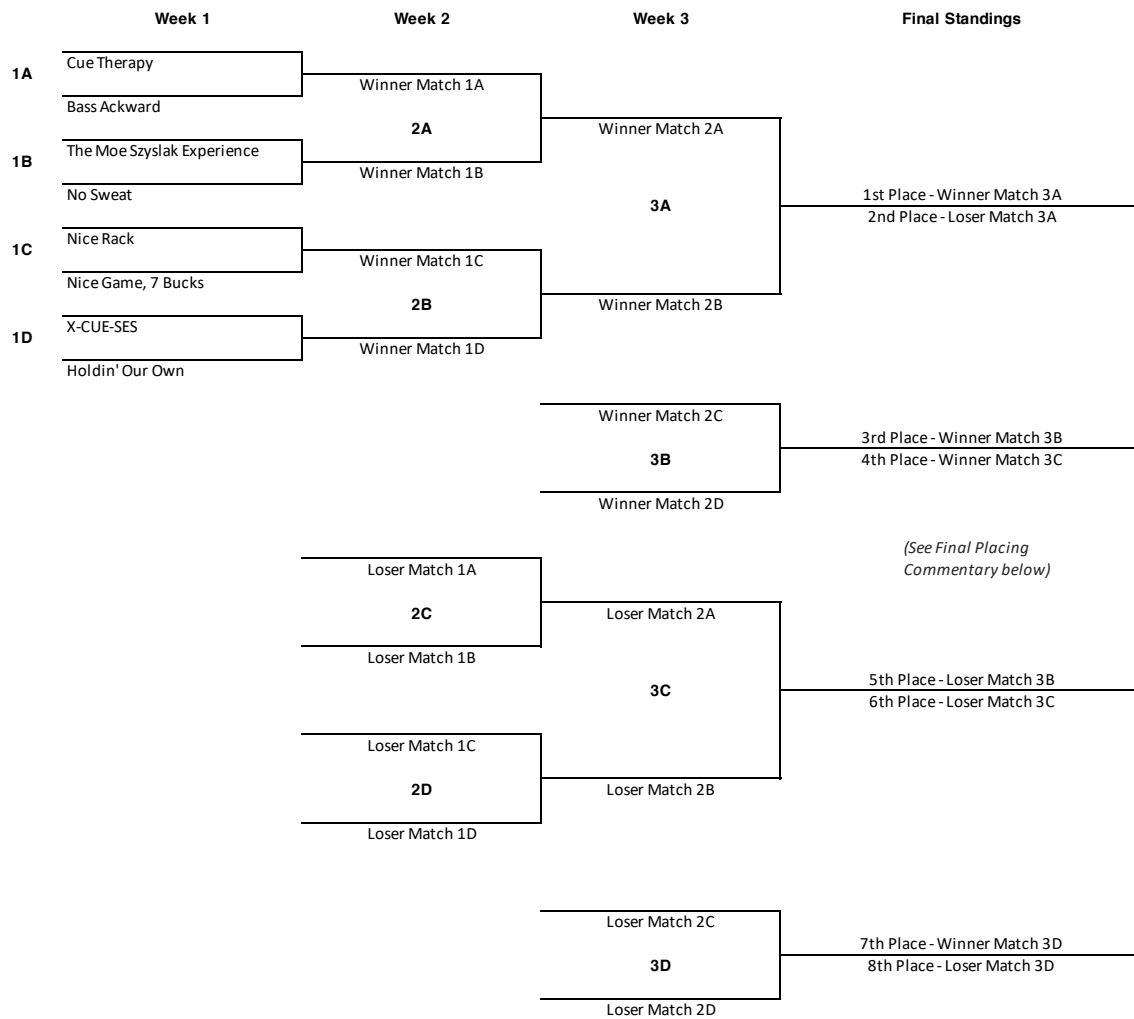 Week 1
Week 2
Week 3
Final Standings
1A
Cue Therapy
Bass Ackward
1B
The Moe Szyslak Experience
No Sweat
1C
Nice Rack
Nice Game, 7 Bucks
1D
X-CUE-SES
Holdin' Our Own
Winner Match 1A
2A
Winner Match 1B
Winner Match 1C
2B
Winner Match 1D
Winner Match 2A
3A
Winner Match 2B
1st Place - Winner Match 3A
2nd Place - Loser Match 3A
Winner Match 2C
3B
Winner Match 2D
3rd Place - Winner Match 3B
4th Place - Winner Match 3C
(See Final Placing
Commentary below)
Loser Match 1A
2C
Loser Match 1B
Loser Match 1C
2D
Loser Match 1D
Loser Match 2A
3C
Loser Match 2B
5th Place - Loser Match 3B
6th Place - Loser Match 3C
Loser Match 2C
3D
Loser Match 2D
7th Place - Winner Match 3D
8th Place - Loser Match 3D